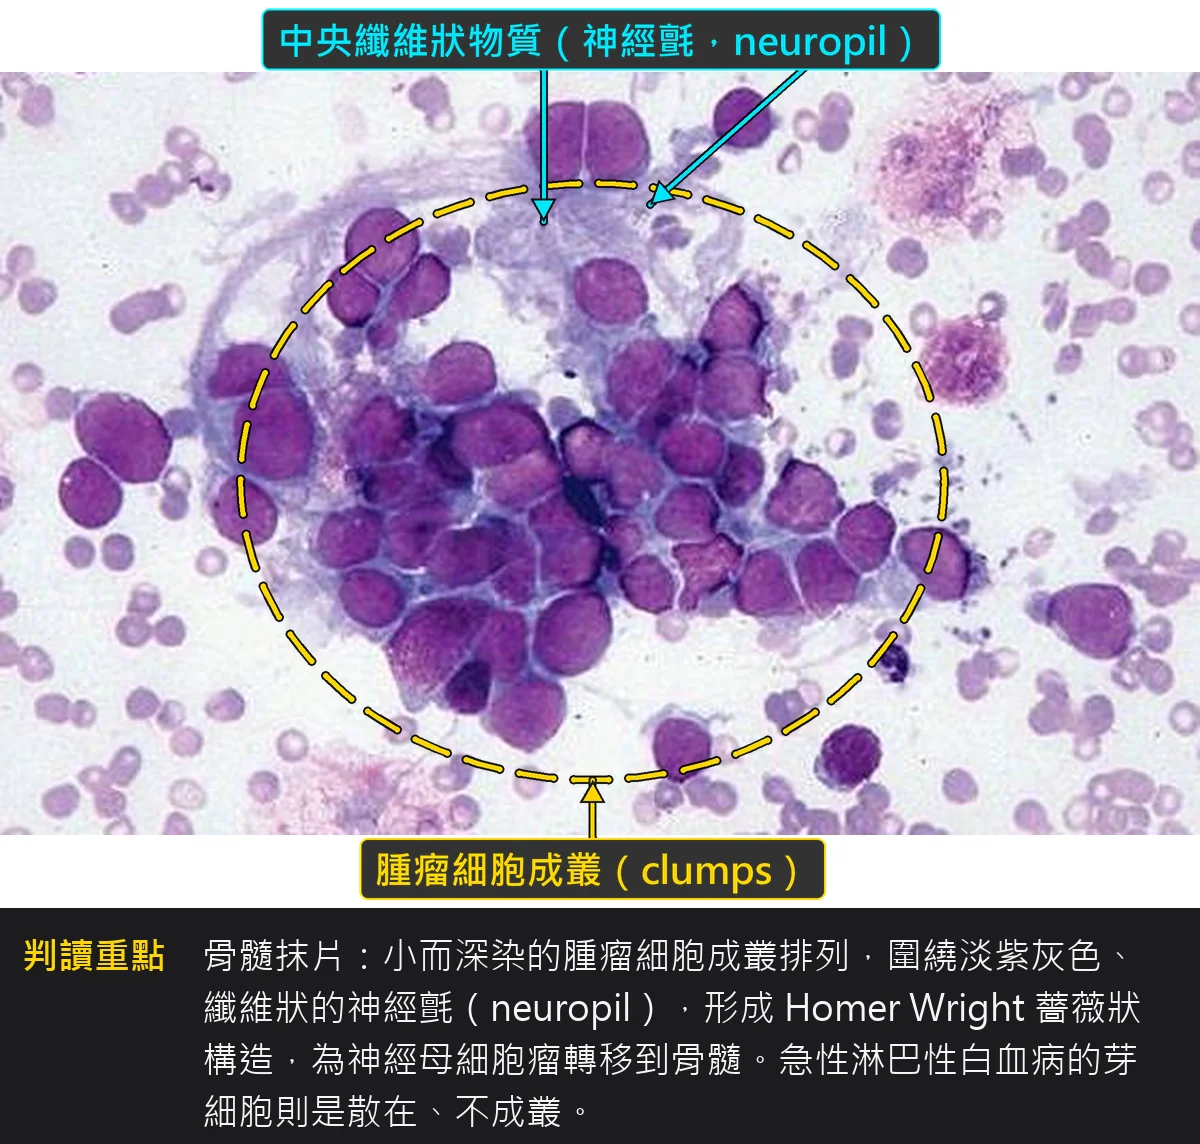 中央纖維狀物質（神經氈，neuropil）
腫瘤細胞成叢（clumps）
判讀重點 骨髓抹片：小而深染的腫瘤細胞成叢排列，圍繞淡紫灰色、
纖維狀的神經氈（neuropil），形成 Homer Wright 薔薇狀
構造，為神經母細胞瘤轉移到骨髓。急性淋巴性白血病的芽
細胞則是散在、不成叢。